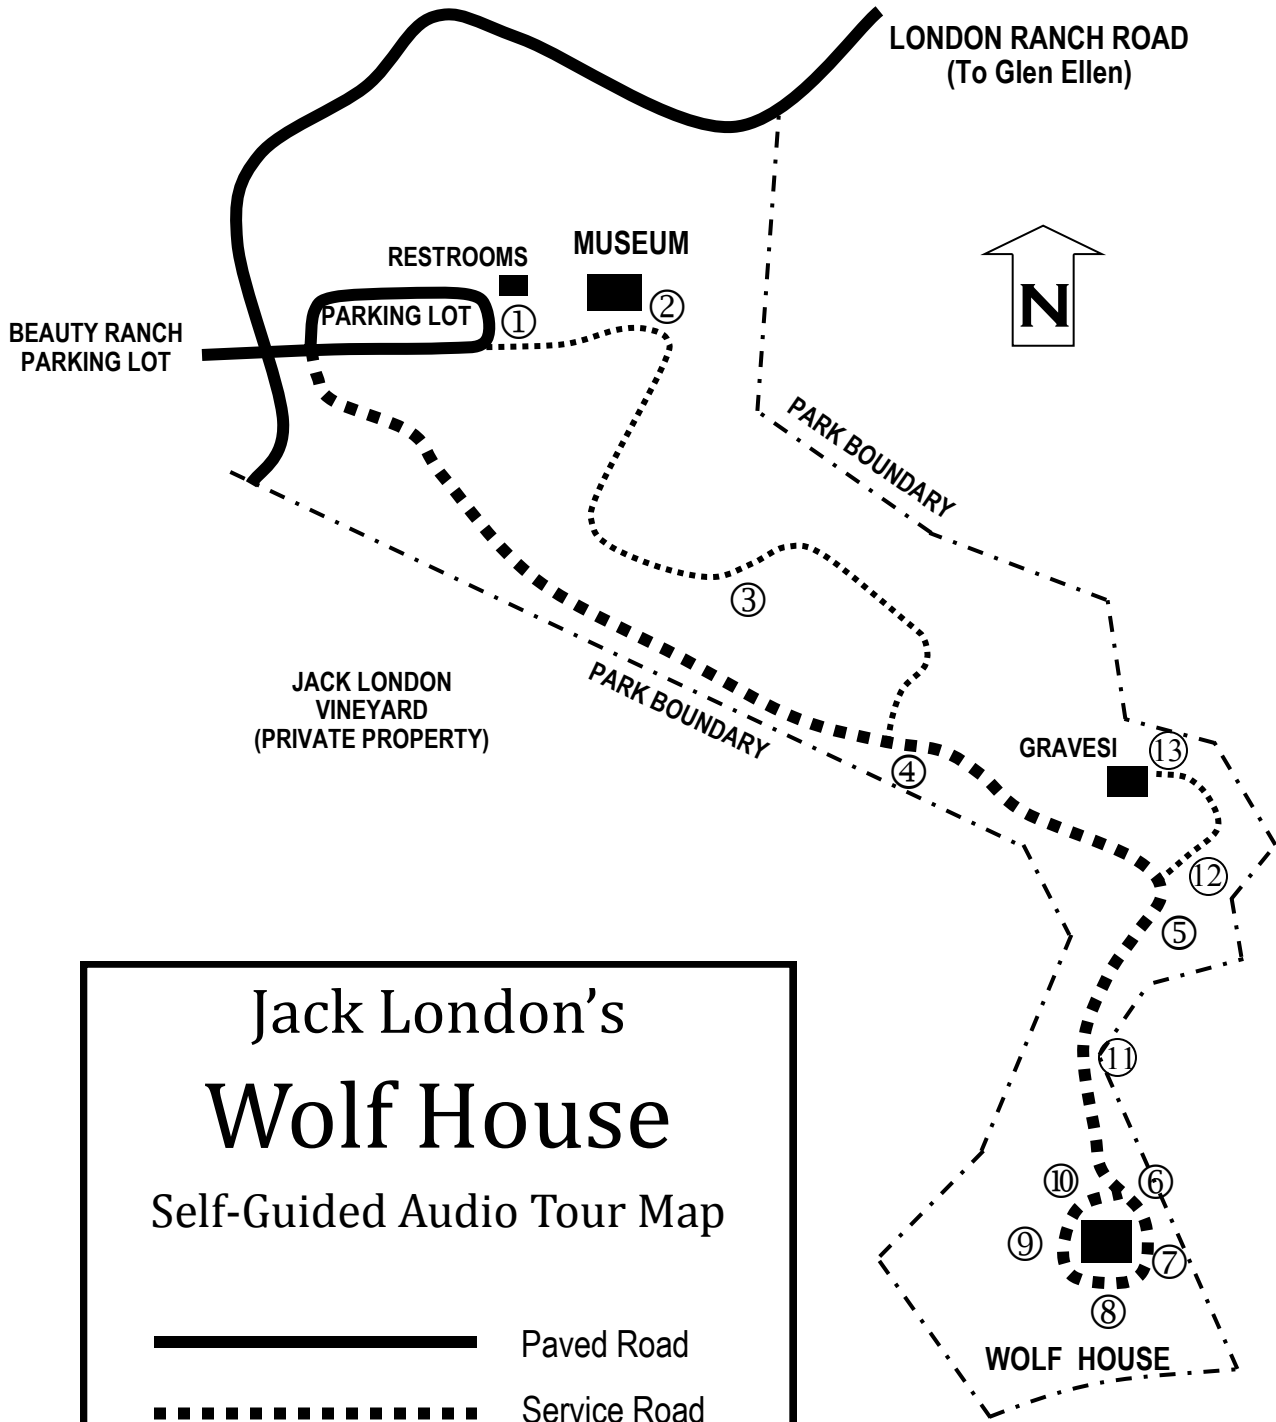 LONDON RANCH ROAD
(To Glen Ellen)
MUSEUM
RESTROOMS
PARKING LOT
①
②
N
BEAUTY RANCH
PARKING LOT
PARK BOUNDARY
③
JACK LONDON
VINEYARD
(PRIVATE PROPERTY)
PARK BOUNDARY
④
GRAVESI
⑬
⑫
⑤
⑪
⑩
⑥
⑨
⑦
⑧
WOLF HOUSE
Jack London’s
Wolf House
Self-Guided Audio Tour Map
Paved Road
Service Road